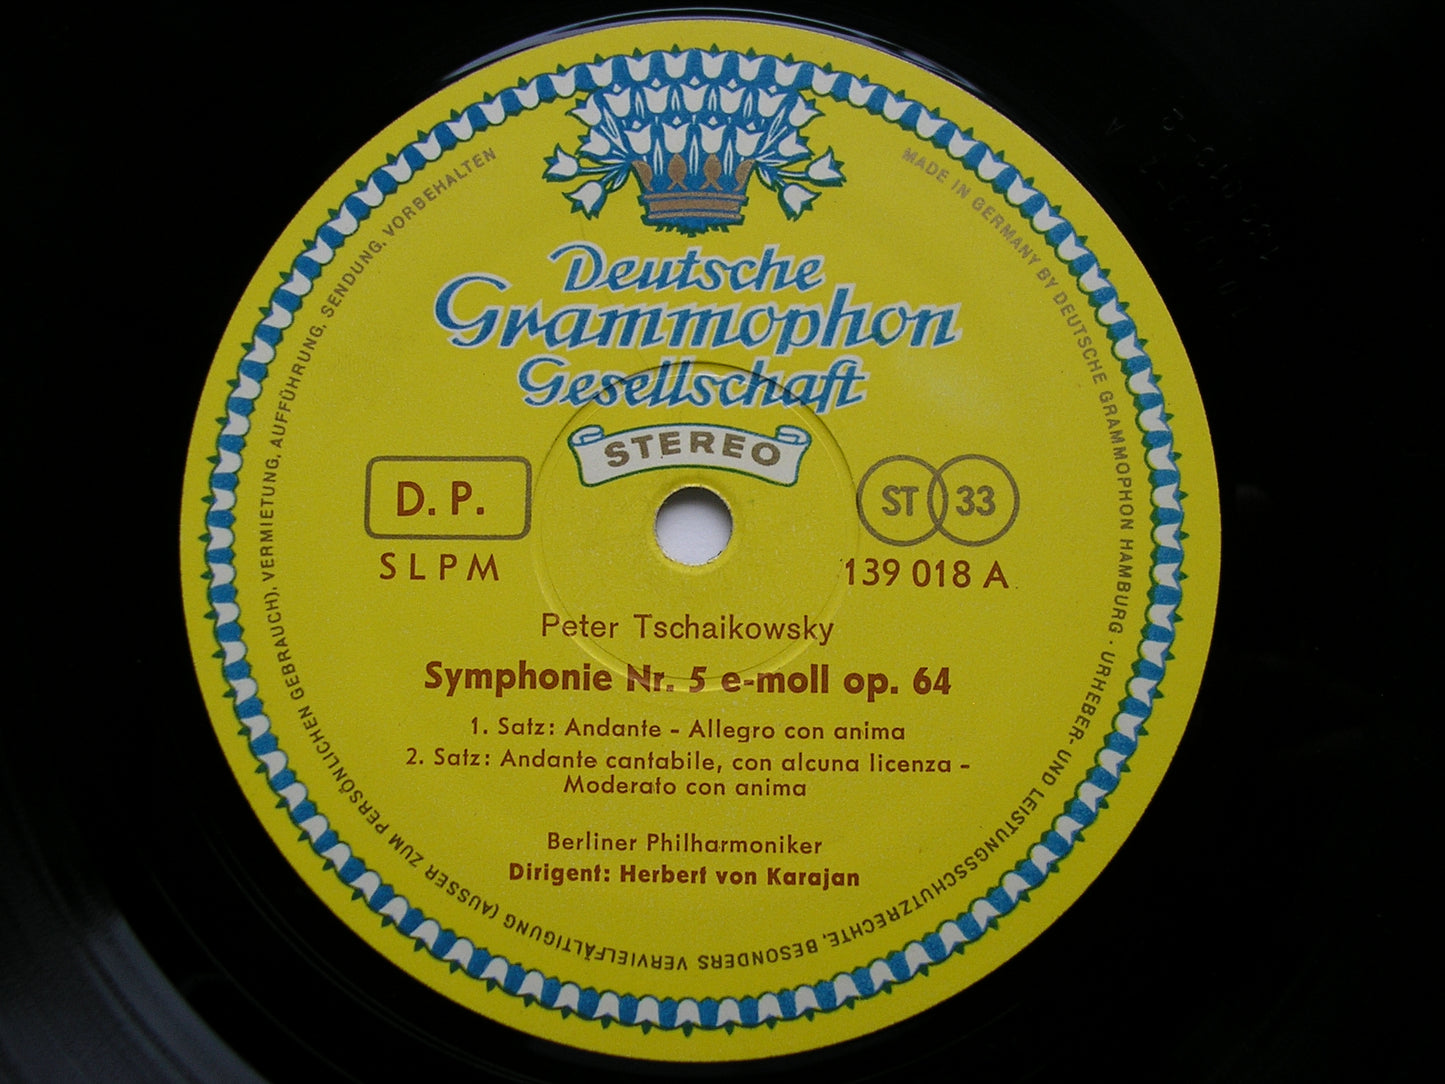 Deutsche
Grammophon
Gesellschaft
STEREO
D. P.
ST 33
SLPM
139 018 A
Peter Tschaikowsky
Symphonie Nr. 5 e-moll op. 64
1. Satz: Andante - Allegro con anima
2. Satz: Andante cantabile, con alcuna licenza -
Moderato con anima
Berliner Philharmoniker
Dirigent: Herbert von Karajan
MADE IN GERMANY BY DEUTSCHE GRAMMOPHON HAMBURG · URHEBER- UND LEISTUNGSSCHUTZRECHTE, BESONDERS VERVIELFÄLTIGUNG (AUSSER ZUM PERSÖNLICHEN GEBRAUCH), VERMIETUNG, AUFFÜHRUNG, SENDUNG, VORBEHALTEN